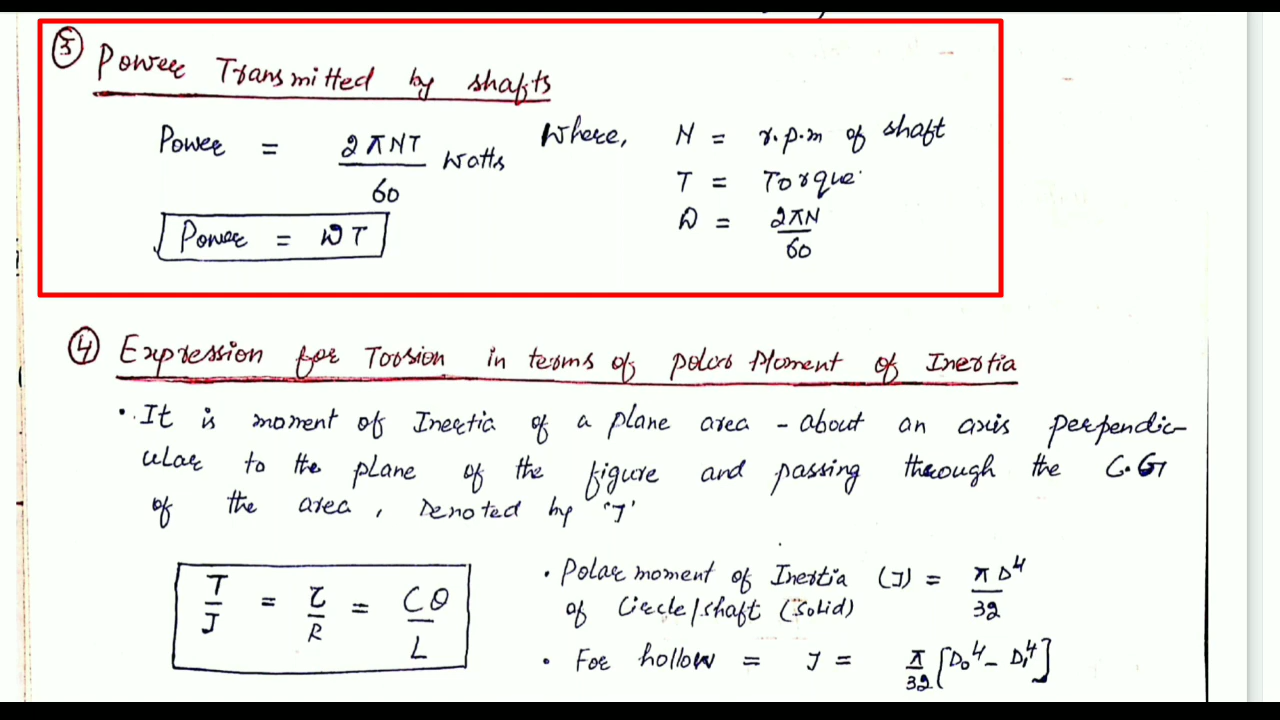 ③ Power Transmitted by shafts
Power = 2πNT/60 Watts
Where, N = r.p.m of shaft
T = Torque
ω = 2πN/60
Power = ωT
④ Expression for Torsion in terms of polar Moment of Inertia
• It is moment of Inertia of a plane area - about an axis perpendic-
ular to the plane of the figure and passing through the C.G
of the area, Denoted by 'J'
T/J = τ/R = Cθ/L
• Polar moment of Inertia (J) = πD⁴/32
of Circle/shaft (Solid)
• For hollow = J = π/32 [D₀⁴ - Dᵢ⁴]